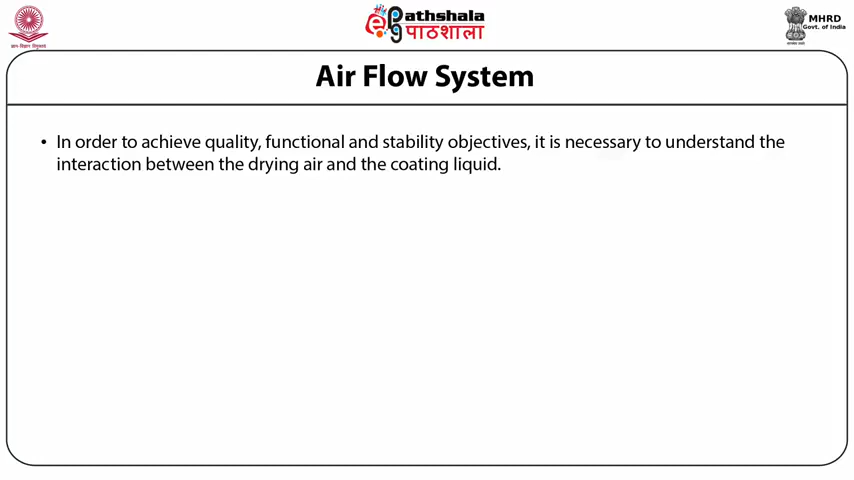 Pathshala
पाठशाला
MHRD
Govt. of India
Air Flow System
• In order to achieve quality, functional and stability objectives, it is necessary to understand the
interaction between the drying air and the coating liquid.